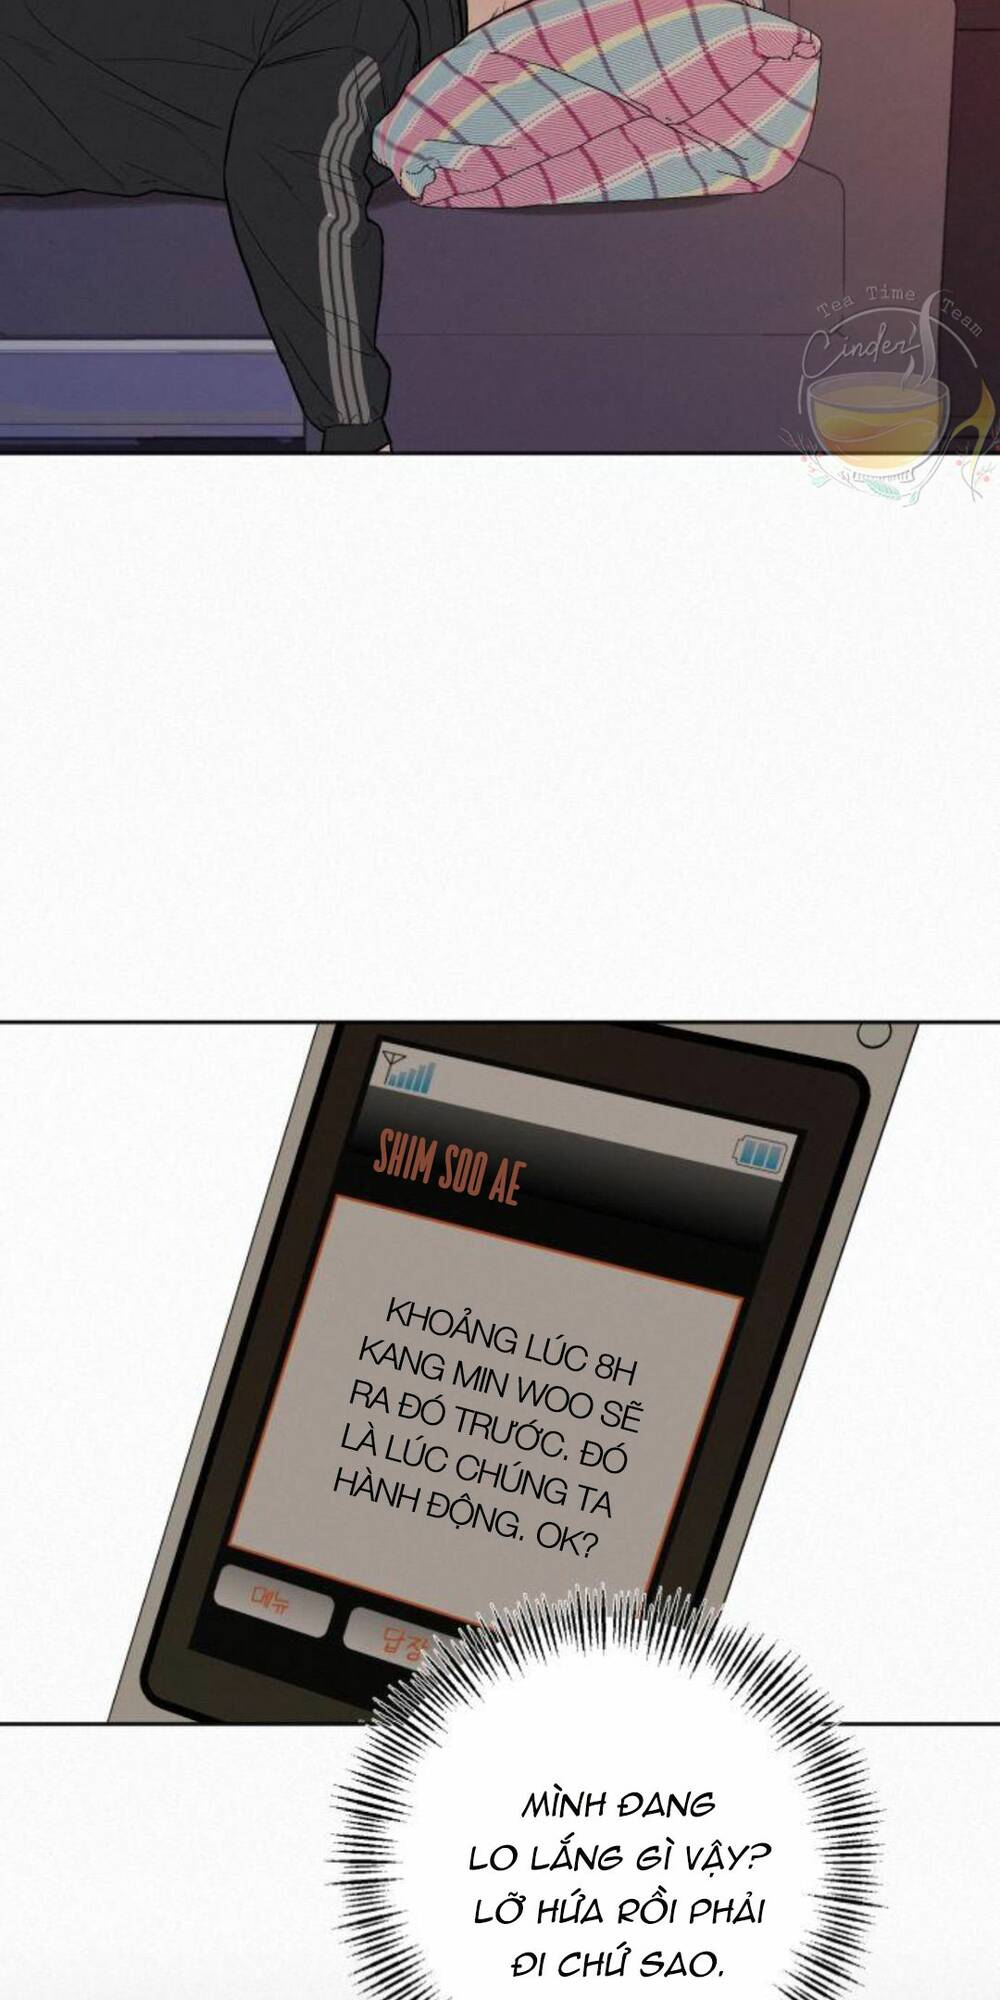 Tea Time Team
Cinder's
SHIM SOO AE
KHOẢNG LÚC 8H
KANG MIN WOO SẼ
RA ĐÓ TRƯỚC. ĐÓ
LÀ LÚC CHÚNG TA
HÀNH ĐỘNG. OK?
메뉴
답장
MÌNH ĐANG
LO LẮNG GÌ VẬY?
LỠ HỨA RỒI PHẢI
ĐI CHỨ SAO.